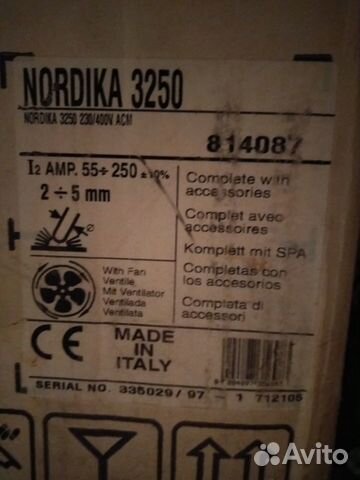 NORDIKA 3250
NORDIKA 3250 230/400V ACM
814087
I2 AMP. 55÷250 ±10%
2 ÷ 5 mm
Complete with
accessories
Complet avec
accessoires
Komplett mit SPA
Completas con
los accesorios
Completa di
accessori
With Fan
Ventile
Mit Ventilator
Ventilada
Ventilata
CE
MADE
IN
ITALY
SERIAL NO. 335029/97 - 1 712105
Avito